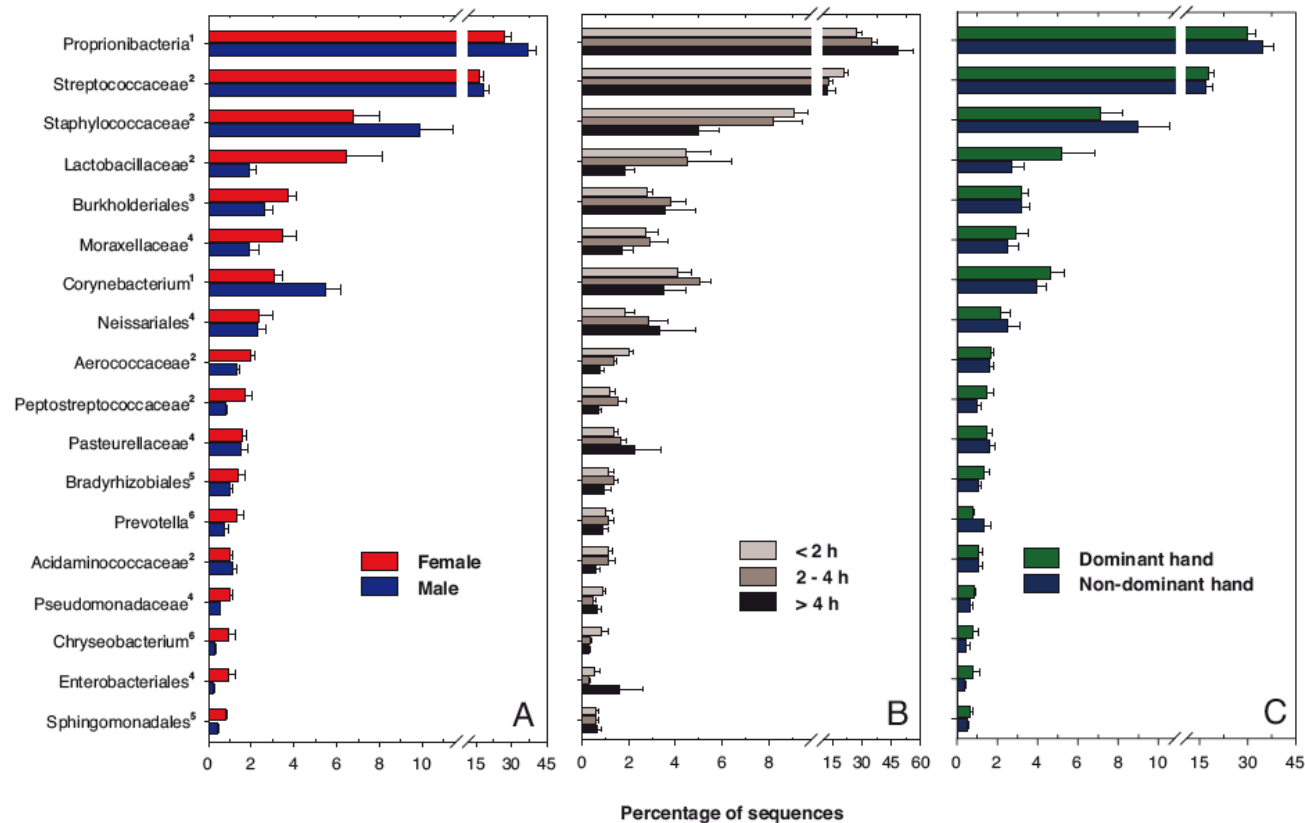 Proprionibacteria¹
Streptococcaceae²
Staphylococcaceae²
Lactobacillaceae²
Burkholderiales³
Moraxellaceae⁴
Corynebacterium¹
Neissariales⁴
Aerococcaceae²
Peptostreptococcaceae²
Pasteurellaceae⁴
Bradyrhizobiales⁵
Prevotella⁶
Acidaminococcaceae²
Pseudomonadaceae⁴
Chryseobacterium⁶
Enterobacteriales⁴
Sphingomonadales⁵
Female
Male
A
0 2 4 6 8 10 15 30 45
< 2 h
2 - 4 h
> 4 h
B
0 2 4 6 8 15 30 45 60
Dominant hand
Non-dominant hand
C
0 2 4 6 8 10 15 30 45
Percentage of sequences